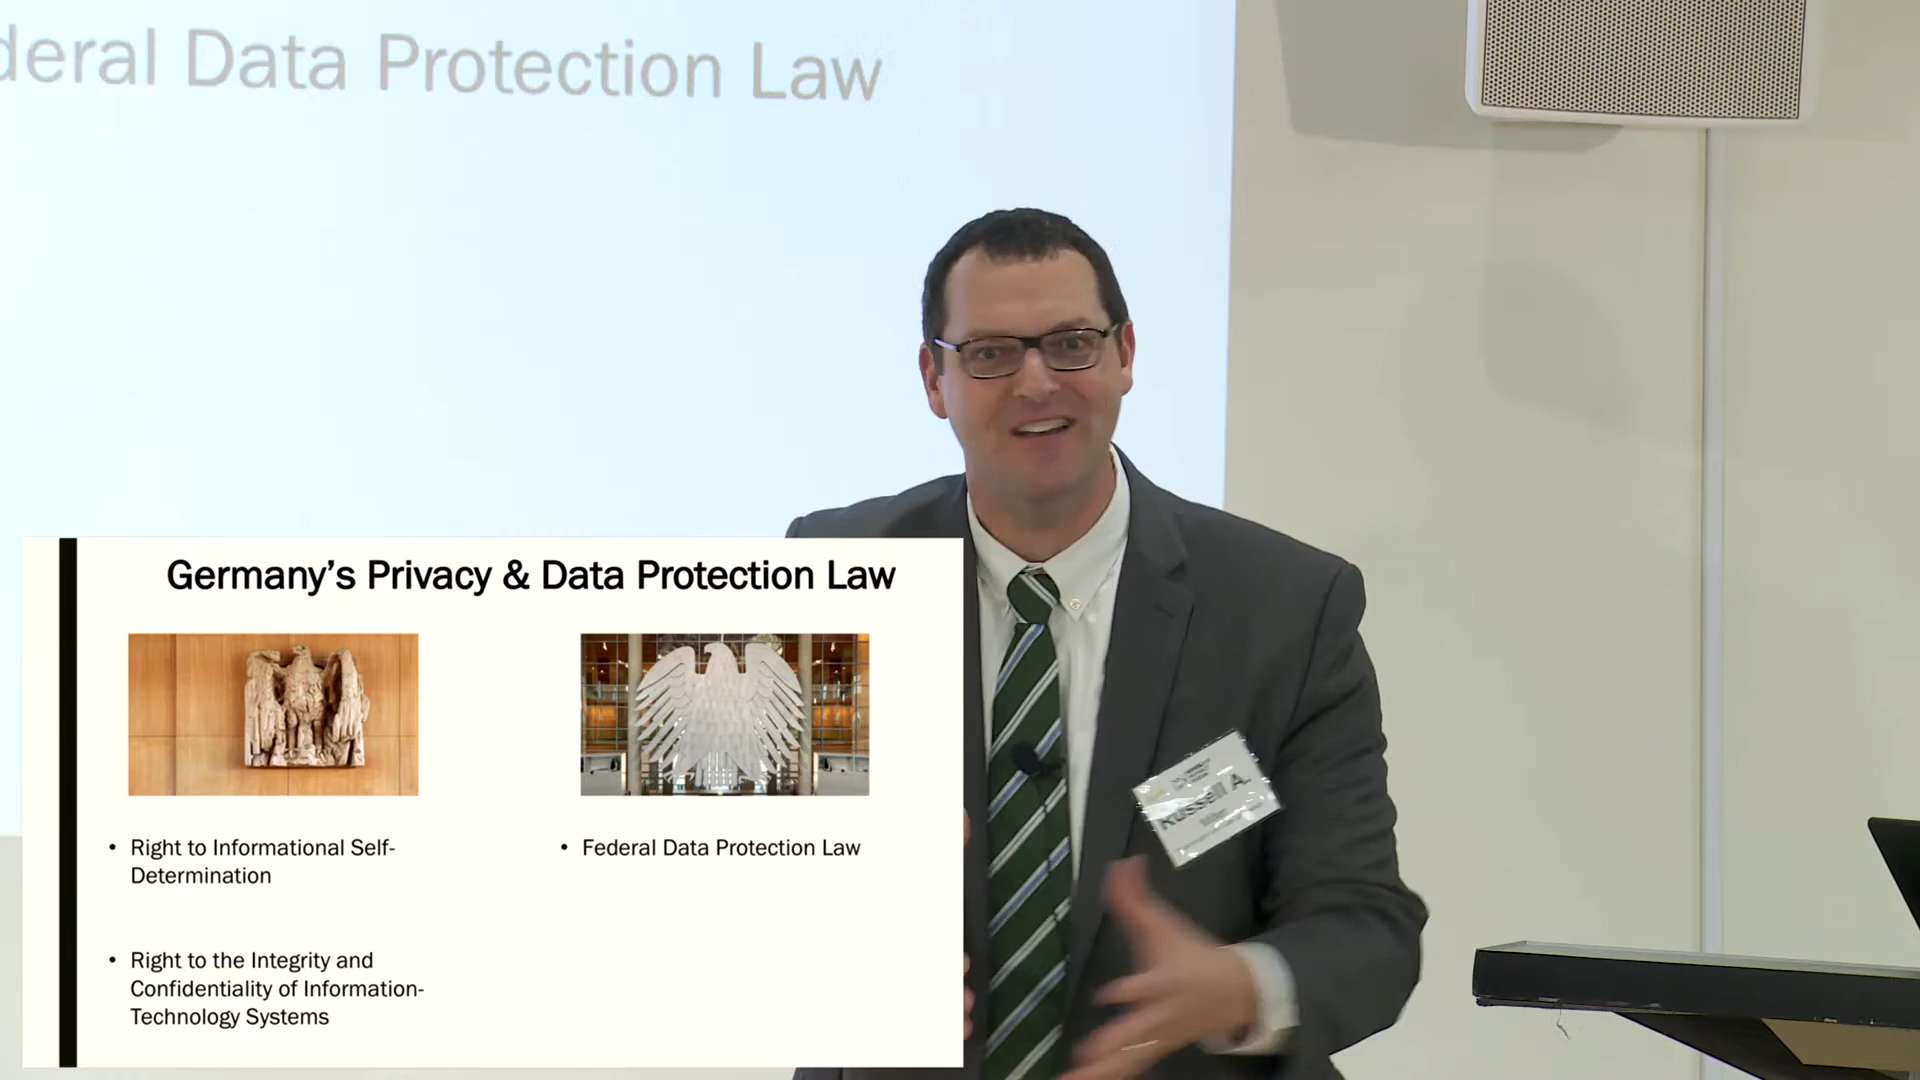 deral Data Protection Law
Germany's Privacy & Data Protection Law
• Right to Informational Self-
Determination
• Federal Data Protection Law
• Right to the Integrity and
Confidentiality of Information-
Technology Systems
Russell A.